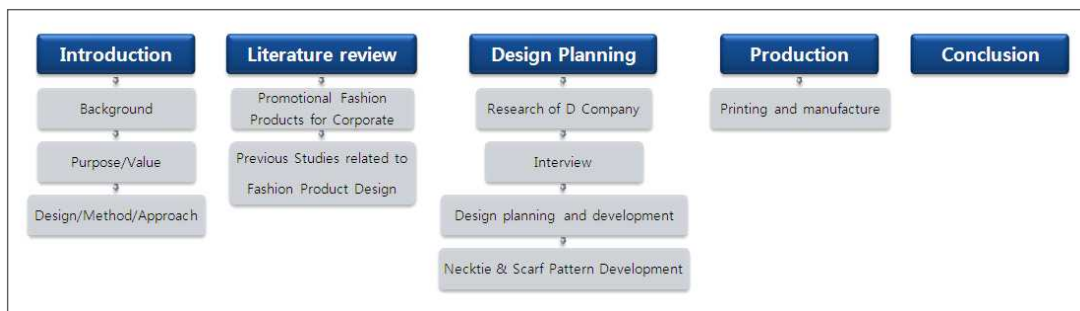 Introduction
Background
Purpose/Value
Design/Method/Approach
Literature review
Promotional Fashion
Products for Corporate
Previous Studies related to
Fashion Product Design
Design Planning
Research of D Company
Interview
Design planning and development
Necktie & Scarf Pattern Development
Production
Printing and manufacture
Conclusion